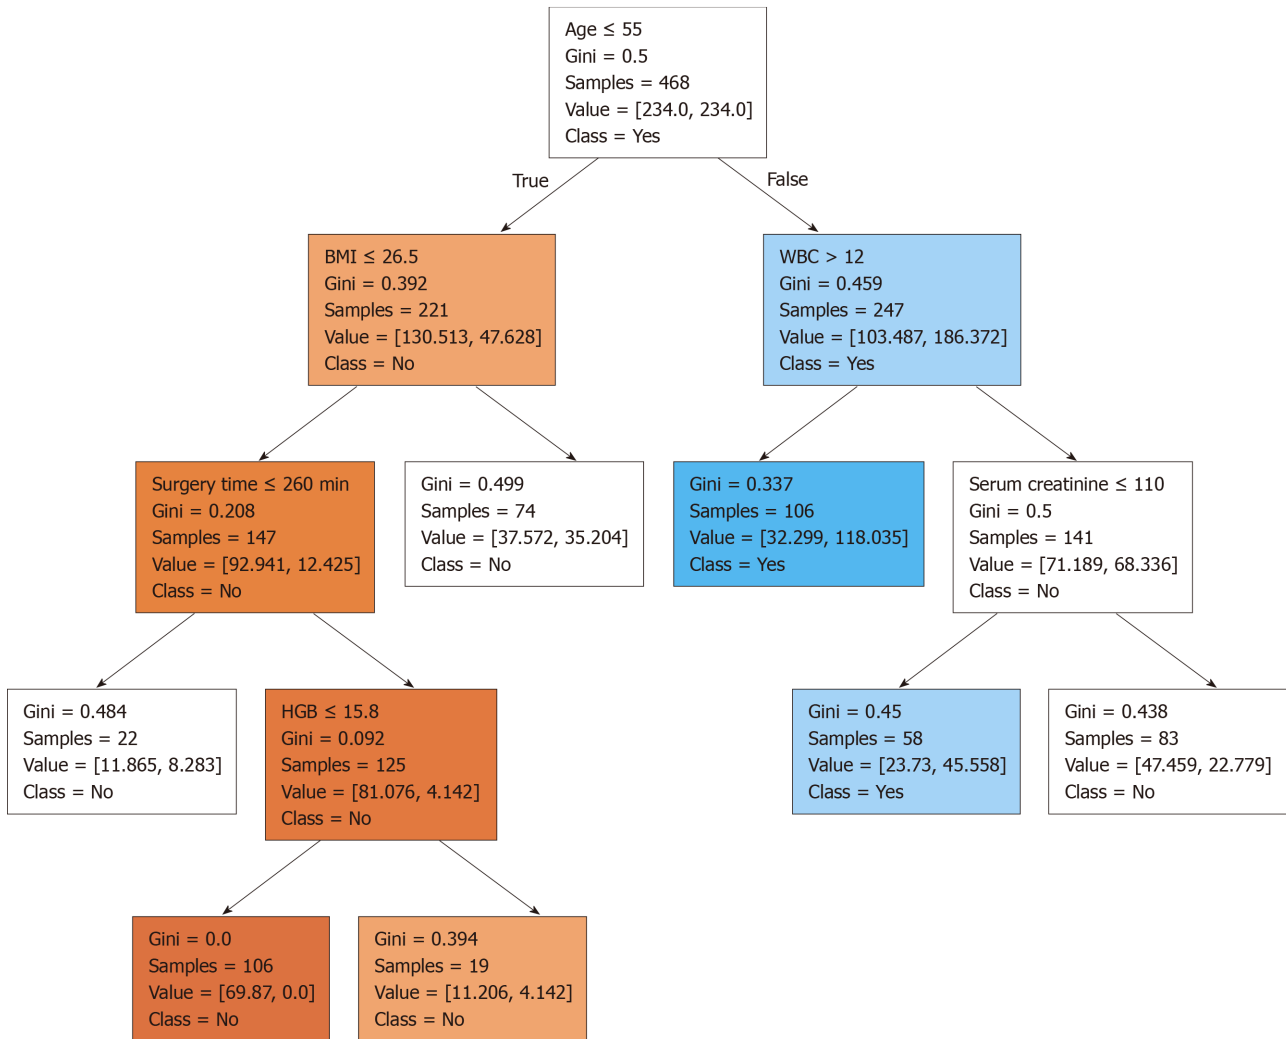 Age ≤ 55
Gini = 0.5
Samples = 468
Value = [234.0, 234.0]
Class = Yes
True
False
BMI ≤ 26.5
Gini = 0.392
Samples = 221
Value = [130.513, 47.628]
Class = No
WBC > 12
Gini = 0.459
Samples = 247
Value = [103.487, 186.372]
Class = Yes
Surgery time ≤ 260 min
Gini = 0.208
Samples = 147
Value = [92.941, 12.425]
Class = No
Gini = 0.499
Samples = 74
Value = [37.572, 35.204]
Class = No
Gini = 0.337
Samples = 106
Value = [32.299, 118.035]
Class = Yes
Serum creatinine ≤ 110
Gini = 0.5
Samples = 141
Value = [71.189, 68.336]
Class = No
Gini = 0.484
Samples = 22
Value = [11.865, 8.283]
Class = No
HGB ≤ 15.8
Gini = 0.092
Samples = 125
Value = [81.076, 4.142]
Class = No
Gini = 0.45
Samples = 58
Value = [23.73, 45.558]
Class = Yes
Gini = 0.438
Samples = 83
Value = [47.459, 22.779]
Class = No
Gini = 0.0
Samples = 106
Value = [69.87, 0.0]
Class = No
Gini = 0.394
Samples = 19
Value = [11.206, 4.142]
Class = No